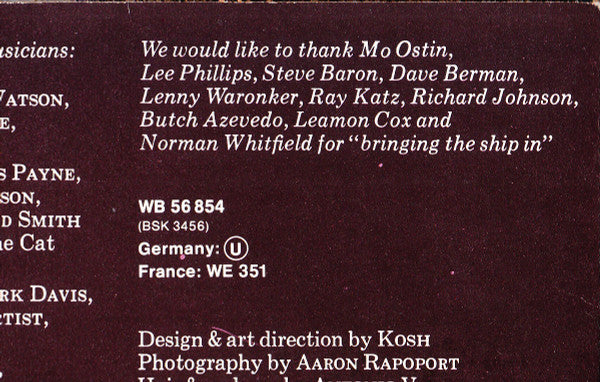 usicians:
WATSON,
E,
S PAYNE,
SON,
D SMITH
he Cat
RK DAVIS,
TIST,
We would like to thank Mo Ostin,
Lee Phillips, Steve Baron, Dave Berman,
Lenny Waronker, Ray Katz, Richard Johnson,
Butch Azevedo, Leamon Cox and
Norman Whitfield for “bringing the ship in”
WB 56 854
(BSK 3456)
Germany: U
France: WE 351
Design & art direction by KOSH
Photography by AARON RAPOPORT